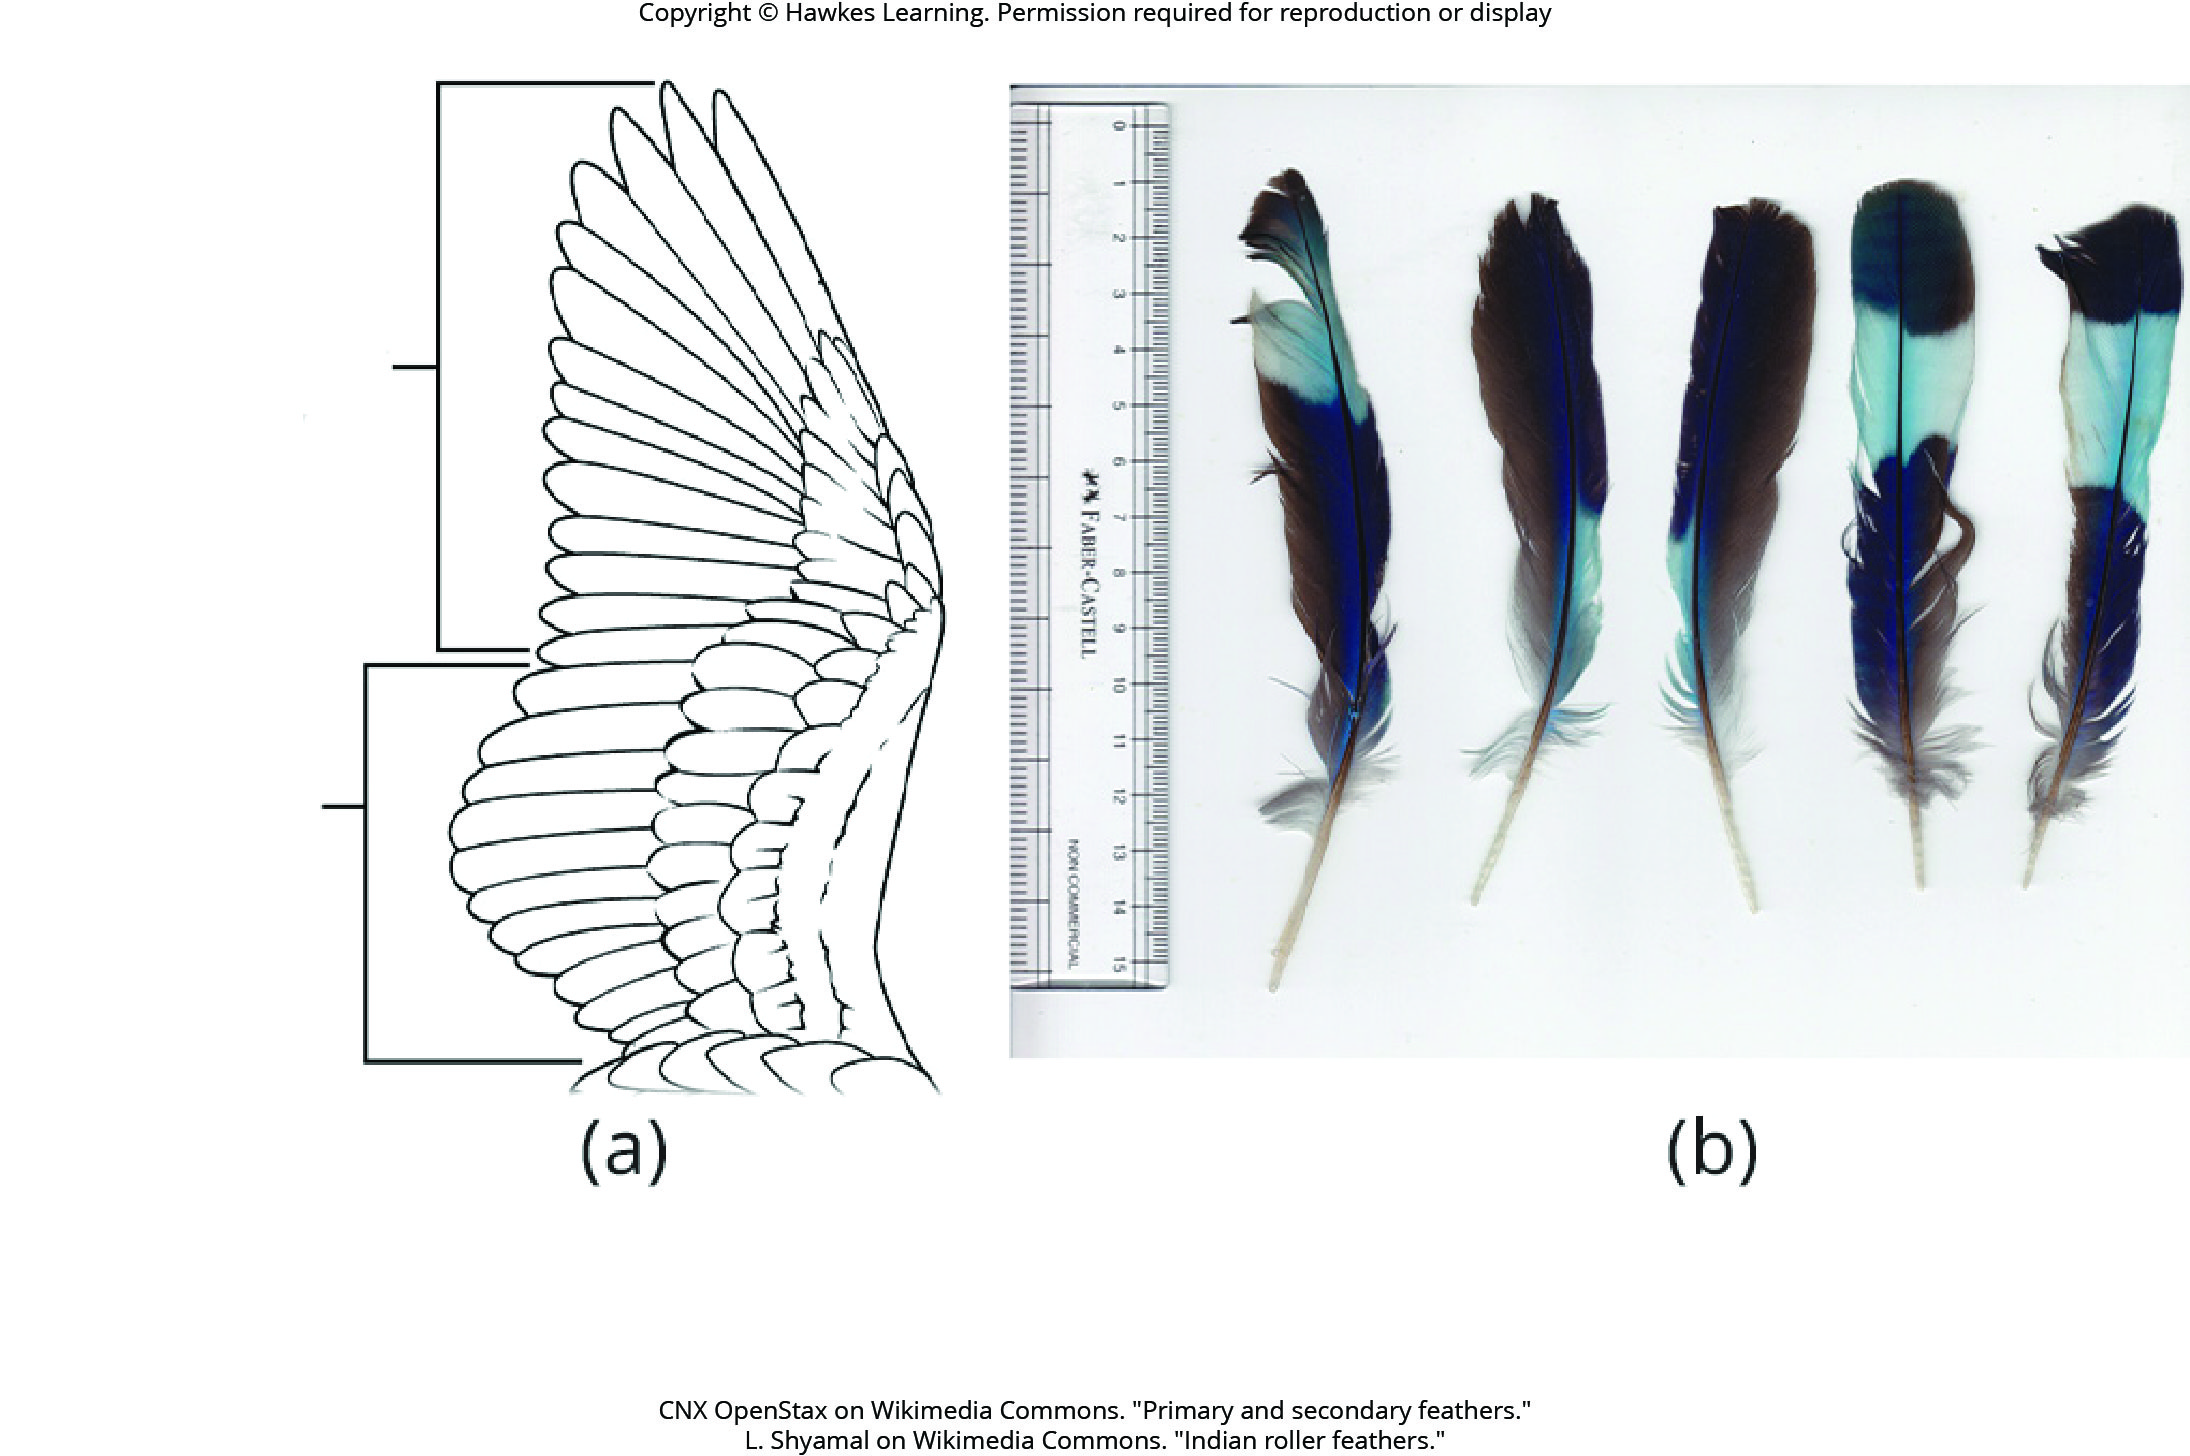 Copyright © Hawkes Learning. Permission required for reproduction or display
0
1
2
3
4
5
6
7
8
9
10
11
12
13
14
15
FABER-CASTELL
NON COMMERCIAL
(a)
(b)
CNX OpenStax on Wikimedia Commons. "Primary and secondary feathers."
L. Shyamal on Wikimedia Commons. "Indian roller feathers."